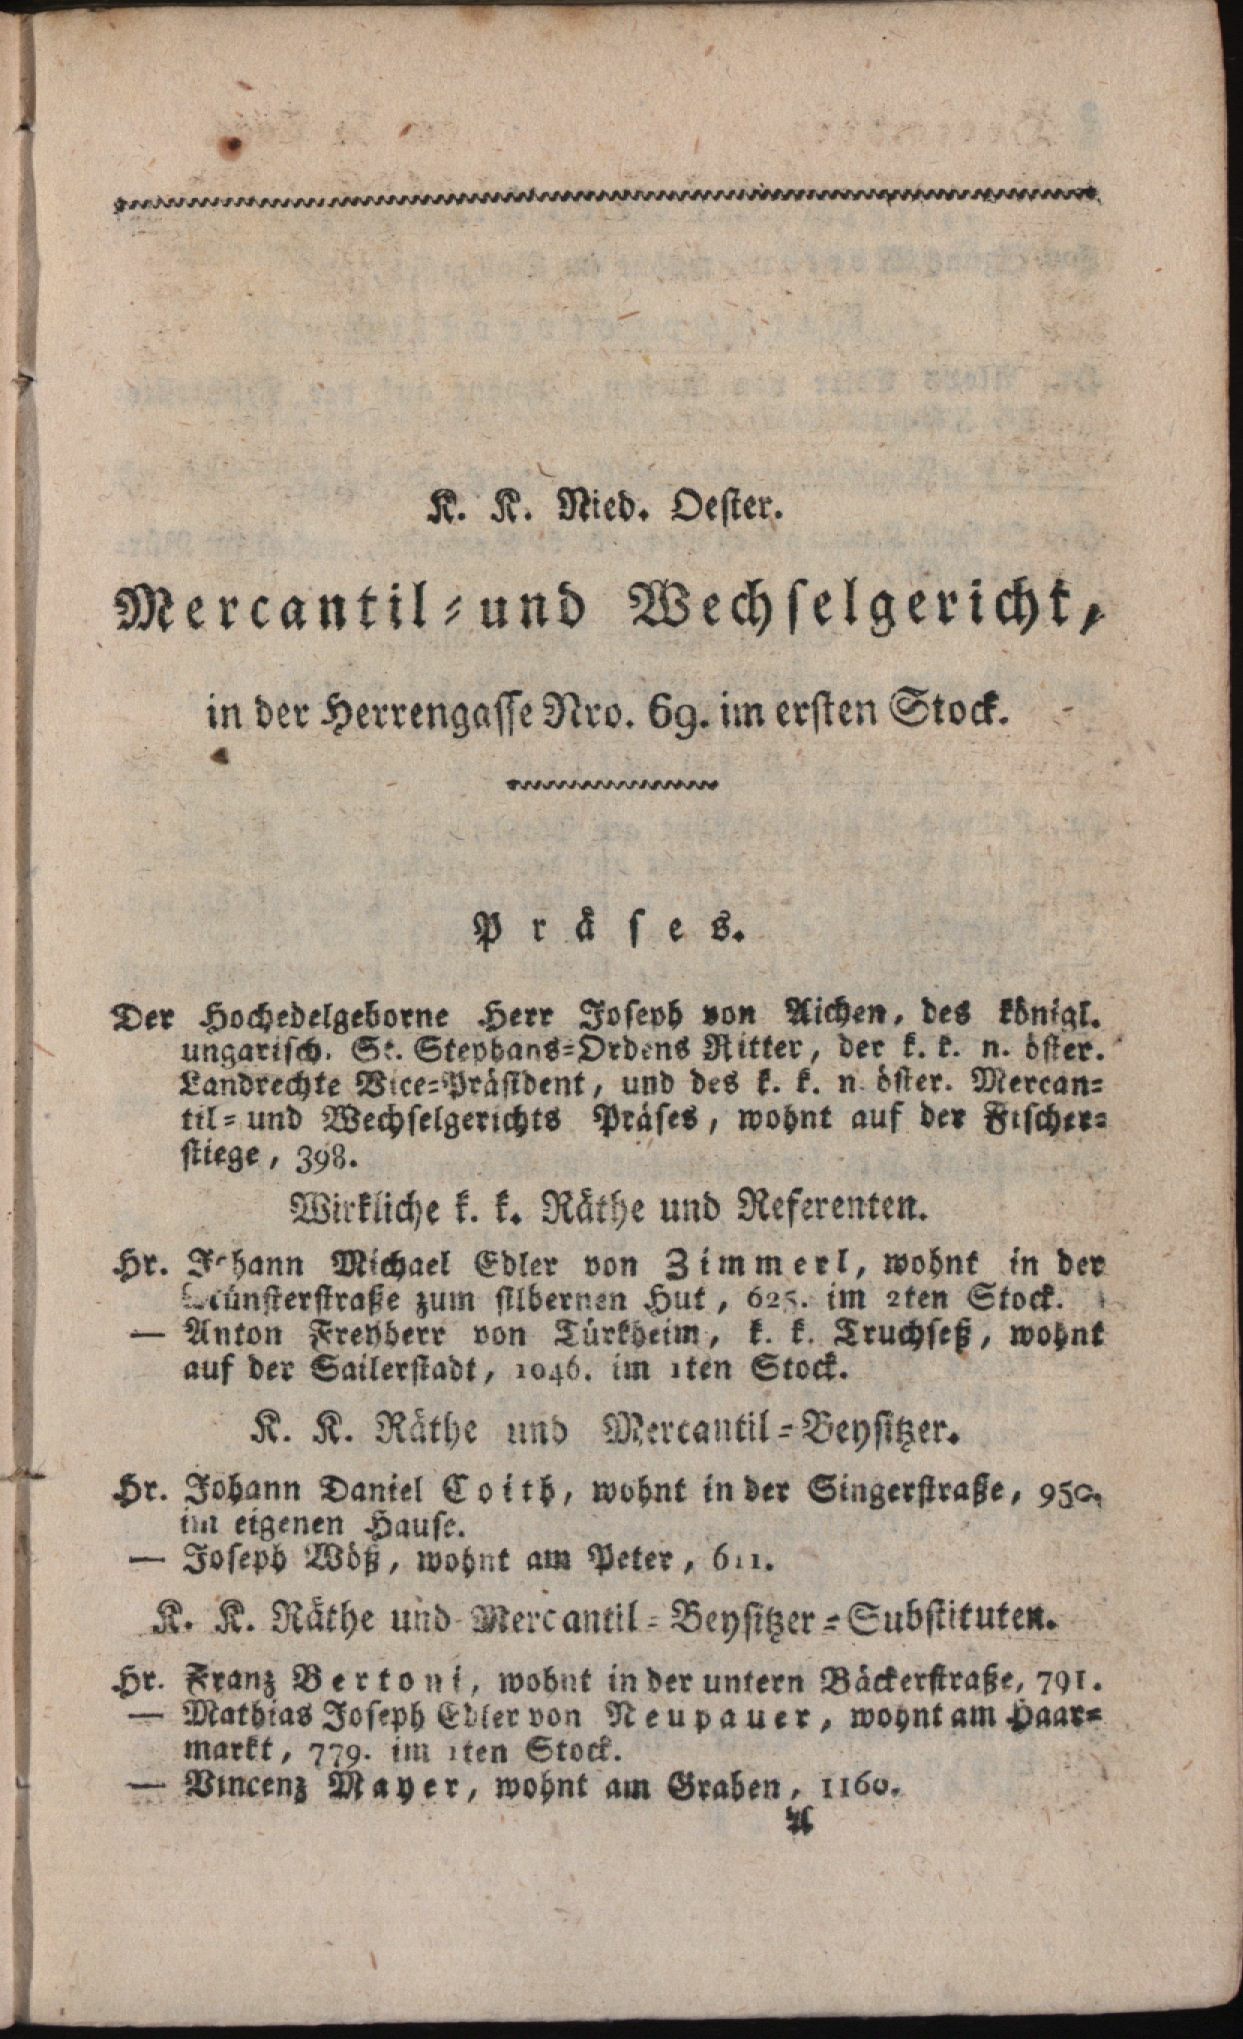 K. K. Nied. Oester.
Mercantil- und Wechselgericht,
in der Herrengasse Nro. 69. im ersten Stock.
Präses.
Der Hochedelgeborne Herr Joseph von Aichen, des königl.
ungarisch. St. Stephans-Ordens Ritter, der k. k. n. öster.
Landrechte Vice-Präsident, und des k. k. n. öster. Mercan-
til- und Wechselgerichts Präses, wohnt auf der Fischer-
stiege, 398.
Wirkliche k. k. Räthe und Referenten.
Hr. Johann Michael Edler von Zimmerl, wohnt in der
Münsterstraße zum silbernen Hut, 625. im 2ten Stock.
— Anton Freyherr von Türkheim, k. k. Truchseß, wohnt
auf der Sailerstadt, 1046. im 1ten Stock.
K. K. Räthe und Mercantil-Beysitzer.
Hr. Johann Daniel Coith, wohnt in der Singerstraße, 950.
im eigenen Hause.
— Joseph Wöß, wohnt am Peter, 611.
K. K. Räthe und Mercantil-Beysitzer-Substituten.
Hr. Franz Bertoni, wohnt in der untern Bäckerstraße, 791.
— Mathias Joseph Edler von Neupauer, wohnt am Haar-
markt, 779. im 1ten Stock.
— Vincenz Mayer, wohnt am Graben, 1160.
A